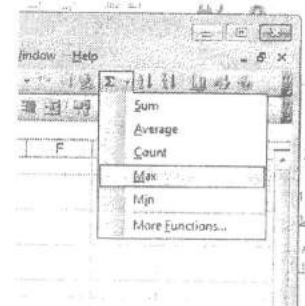 Window Help
Σ
Sum
Average
Count
Max
Min
More Functions...
F